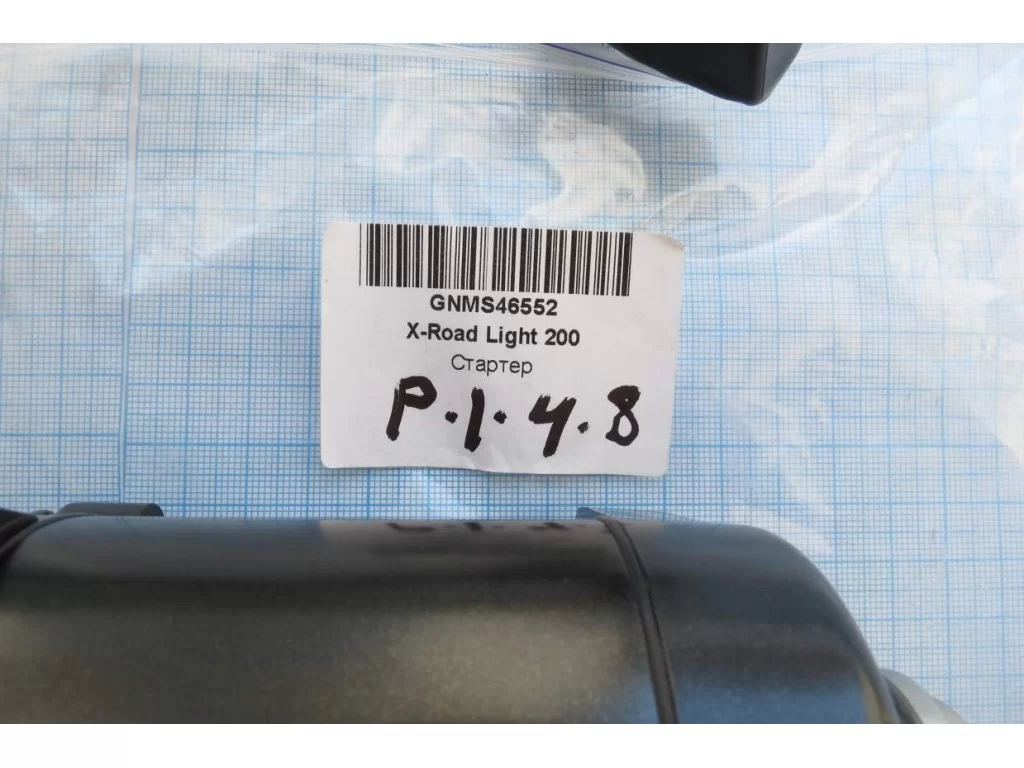 GNMS46552
X-Road Light 200
Стартер
P.1.4.8